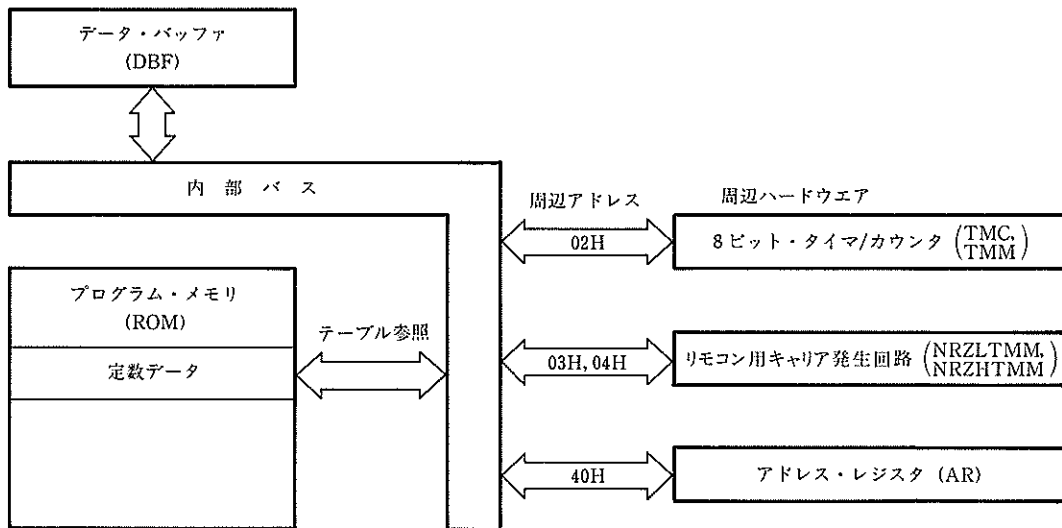 データ・バッファ
(DBF)
内 部 バ ス
周辺アドレス
周辺ハードウエア
02H
8ビット・タイマ/カウンタ (TMC, TMM)
プログラム・メモリ
(ROM)
テーブル参照
定数データ
03H, 04H
リモコン用キャリア発生回路 (NRZLTMM, NRZHTMM)
40H
アドレス・レジスタ (AR)